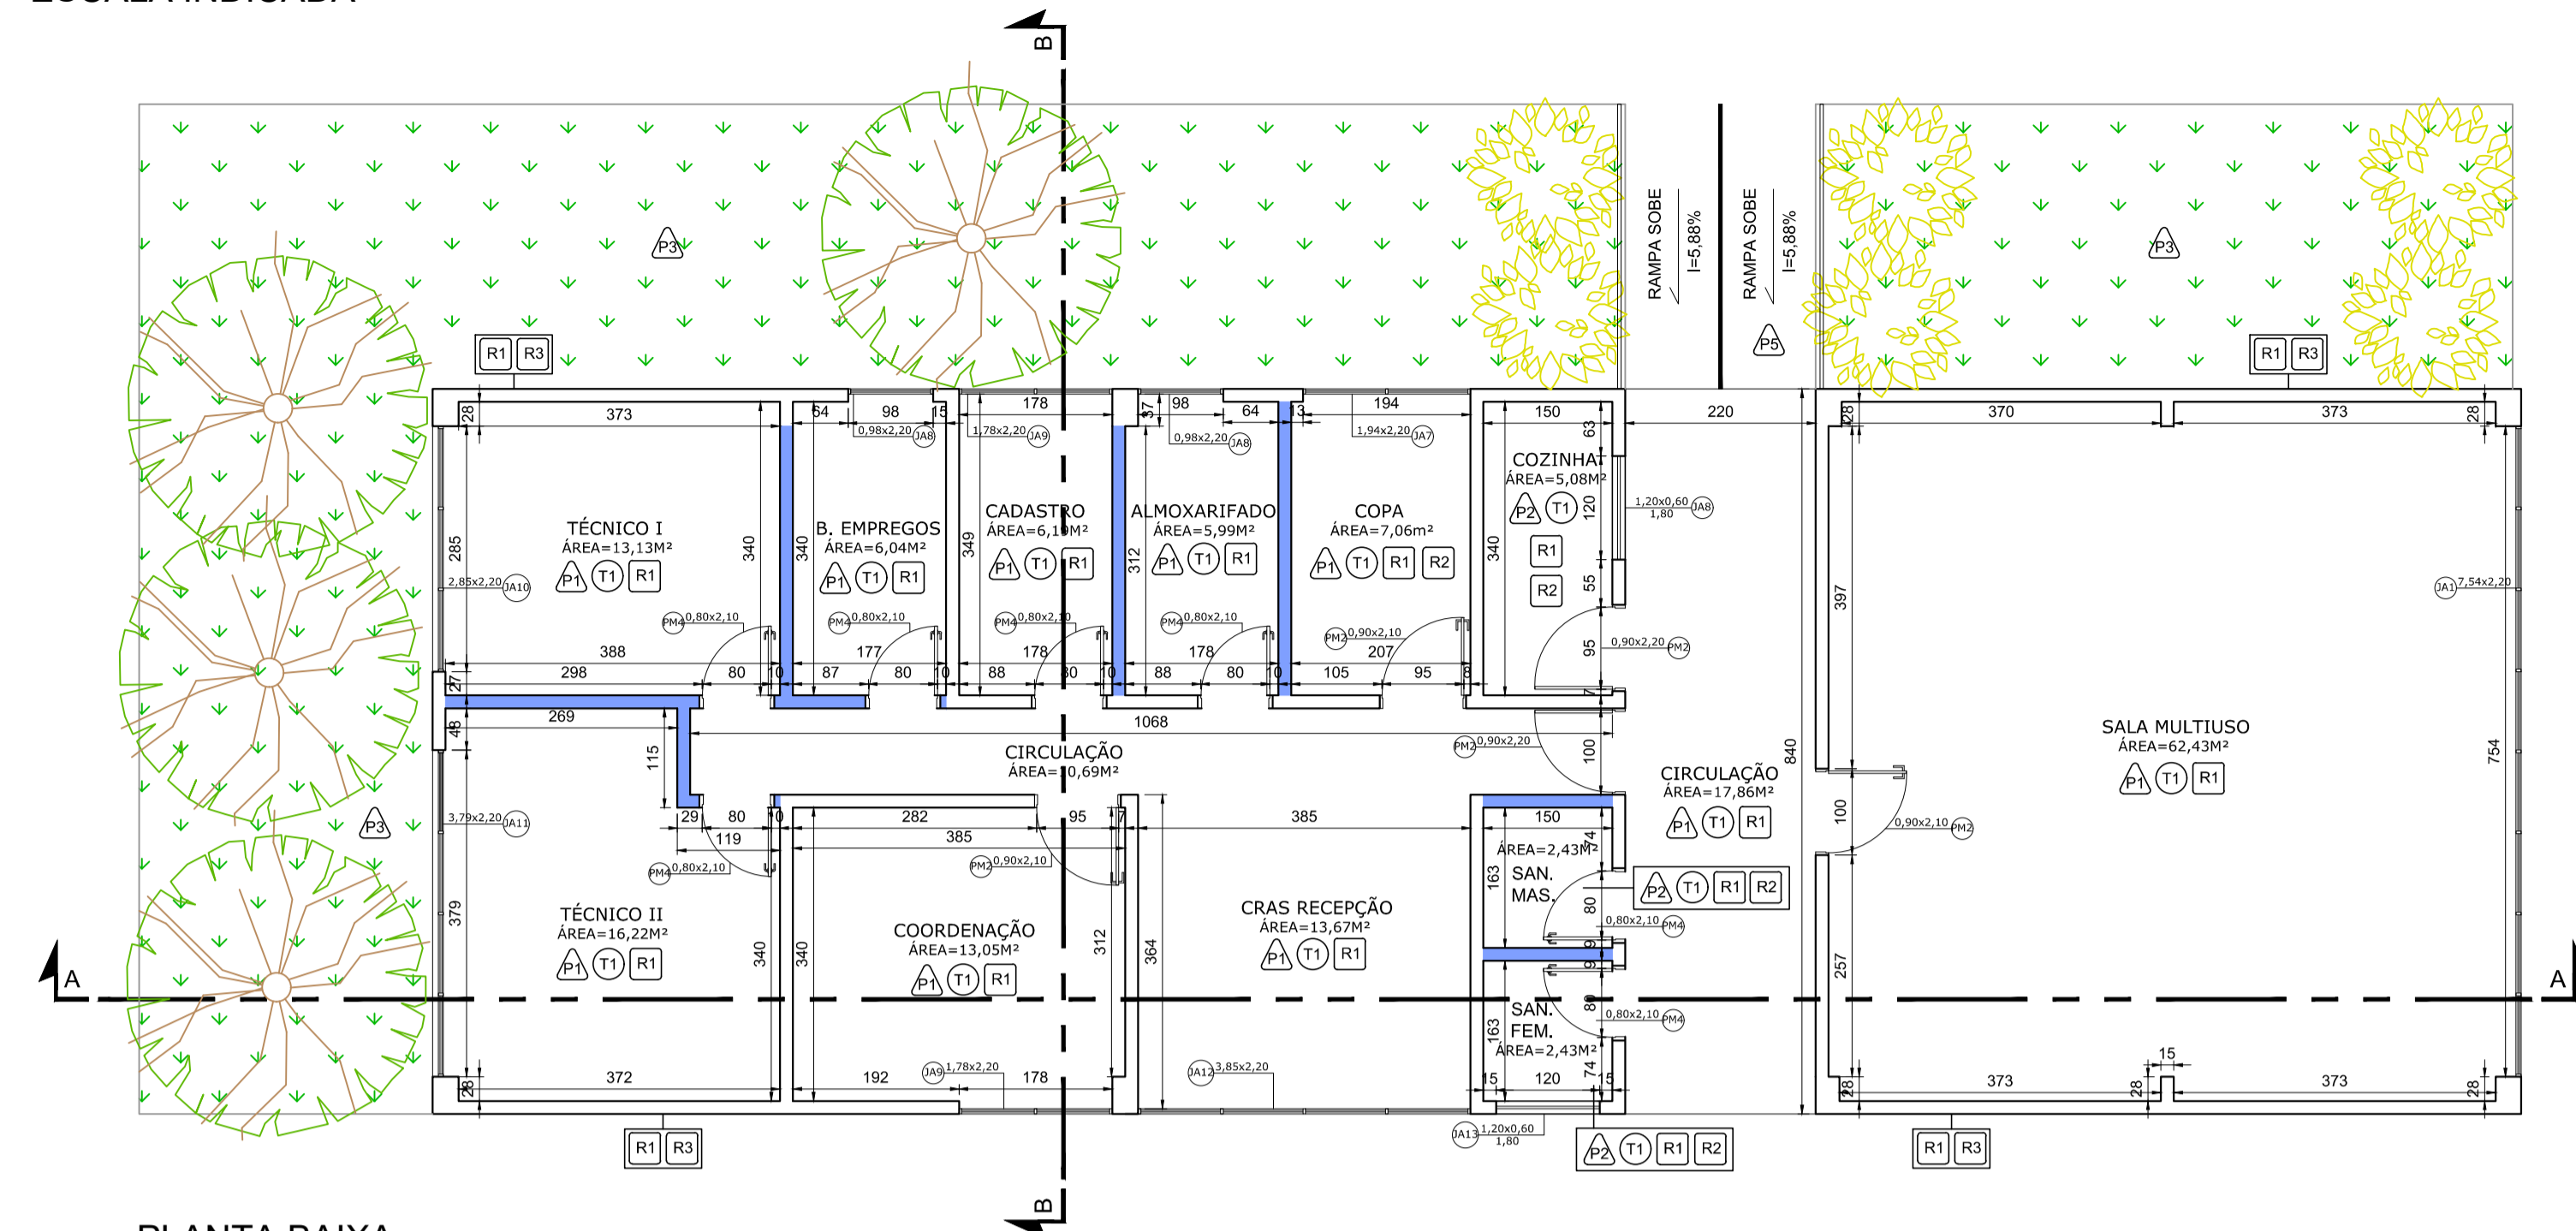 B
RAMPA SOBE
I=5,88%
RAMPA SOBE
I=5,88%
P3
P3
P5
R1 R3
R1 R3
28
373
64
98
15
178
37
98
64
13
194
150
63
220
28
370
373
28
0,98x2,20 JA8
1,78x2,20 JA9
0,98x2,20 JA8
1,94x2,20 JA7
TÉCNICO I
ÁREA=13,13M²
P1 T1 R1
B. EMPREGOS
ÁREA=6,04M²
P1 T1 R1
CADASTRO
ÁREA=6,19M²
P1 T1 R1
ALMOXARIFADO
ÁREA=5,99M²
P1 T1 R1
COPA
ÁREA=7,06m²
P1 T1 R1 R2
COZINHA
ÁREA=5,08M²
P2 T1
R1
R2
285
340
340
349
312
340
120
55
95
7
1,20x0,60 JA8
1,80
0,90x2,20 PM2
2,85x2,20 JA10
PM4 0,80x2,10
PM4 0,80x2,10
PM4 0,80x2,10
PM4 0,80x2,10
PM2 0,90x2,10
388
177
178
178
207
298
80
10
87
80
10
88
80
10
88
80
10
105
95
8
27
48
269
115
1068
CIRCULAÇÃO
PM2 0,90x2,20
100
840
CIRCULAÇÃO
ÁREA=17,86M²
P1 T1 R1
397
100
257
0,90x2,10 PM2
SALA MULTIUSO
ÁREA=62,43M²
P1 T1 R1
JA1 7,54x2,20
754
P3
3,79x2,20 JA11
379
29
80
119
PM4 0,80x2,10
282
95
7
385
PM2 0,90x2,10
385
150
74
ÁREA=2,43M²
SAN.
MAS.
163
80
9
P2 T1 R1 R2
0,80x2,10 PM4
TÉCNICO II
ÁREA=16,22M²
P1 T1 R1
340
340
COORDENAÇÃO
ÁREA=13,05M²
P1 T1 R1
312
364
CRAS RECEPÇÃO
ÁREA=13,67M²
P1 T1 R1
A
A
9
80
74
163
SAN.
FEM.
ÁREA=2,43M²
0,80x2,10 PM4
28
372
192
JA9 1,78x2,20
178
JA12 3,85x2,20
15
120
15
28
373
15
28
373
28
JA13 1,20x0,60
1,80
P2 T1 R1 R2
R1 R3
R1 R3
B